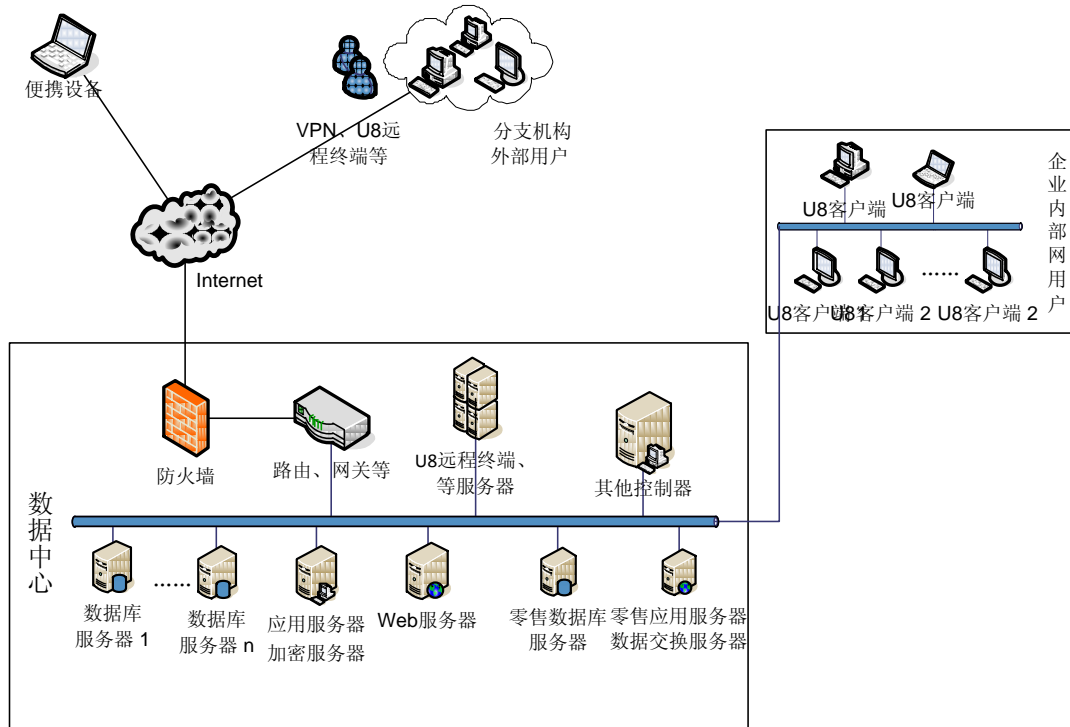 便携设备
VPN、U8远
程终端等
分支机构
外部用户
Internet
企业内部网用户
U8客户端
U8客户端
U8客户端 1
U8客户端 2
……
U8客户端 2
防火墙
路由、网关等
U8远程终端、
等服务器
其他控制器
数据中心
……
数据库
服务器 1
数据库
服务器 n
应用服务器
加密服务器
Web服务器
零售数据库
服务器
零售应用服务器
数据交换服务器